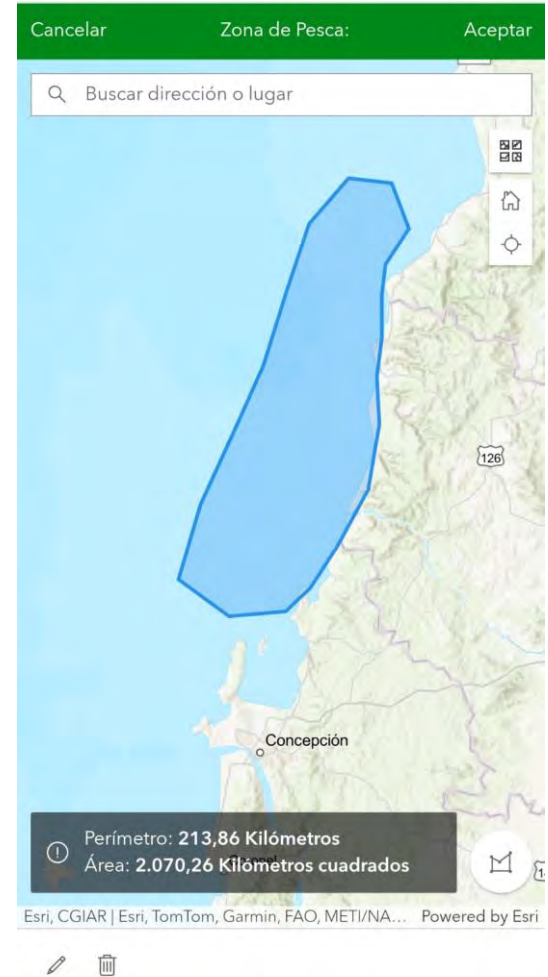 Cancelar Zona de Pesca: Aceptar
Buscar dirección o lugar
126
Concepción
Perímetro: 213,86 Kilómetros
Área: 2.070,26 Kilómetros cuadrados
Esri, CGIAR | Esri, TomTom, Garmin, FAO, METI/NA... Powered by Esri